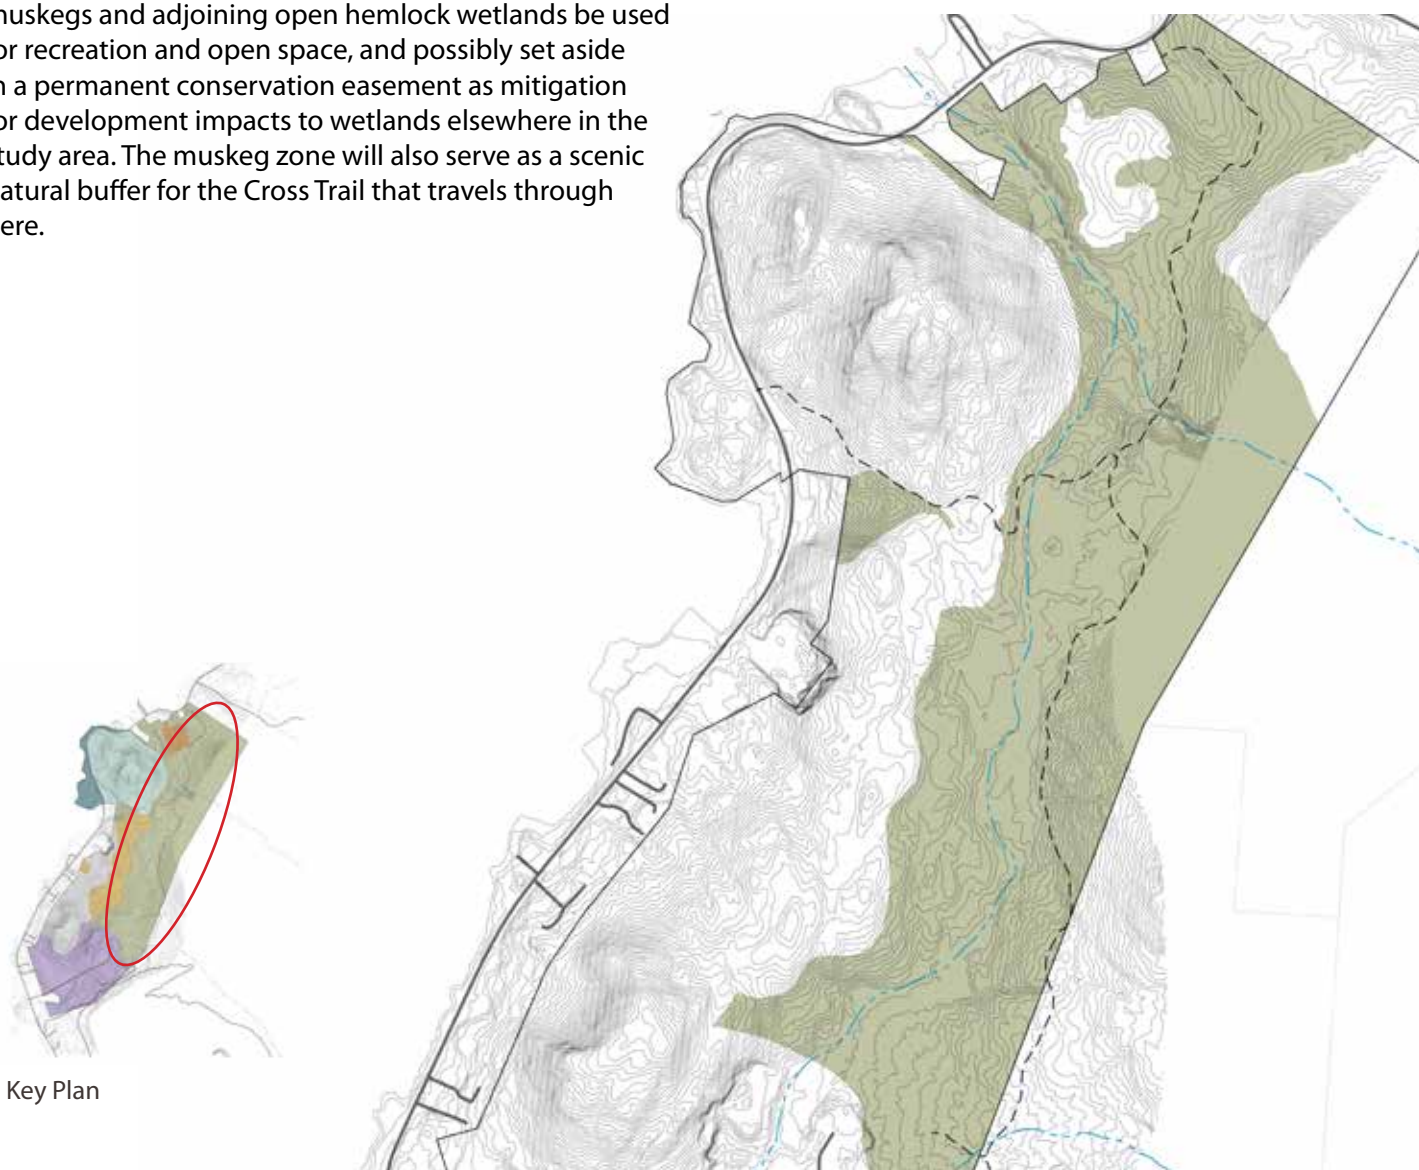 muskegs and adjoining open hemlock wetlands be used
or recreation and open space, and possibly set aside
n a permanent conservation easement as mitigation
or development impacts to wetlands elsewhere in the
tudy area. The muskeg zone will also serve as a scenic
atural buffer for the Cross Trail that travels through
ere.
Key Plan